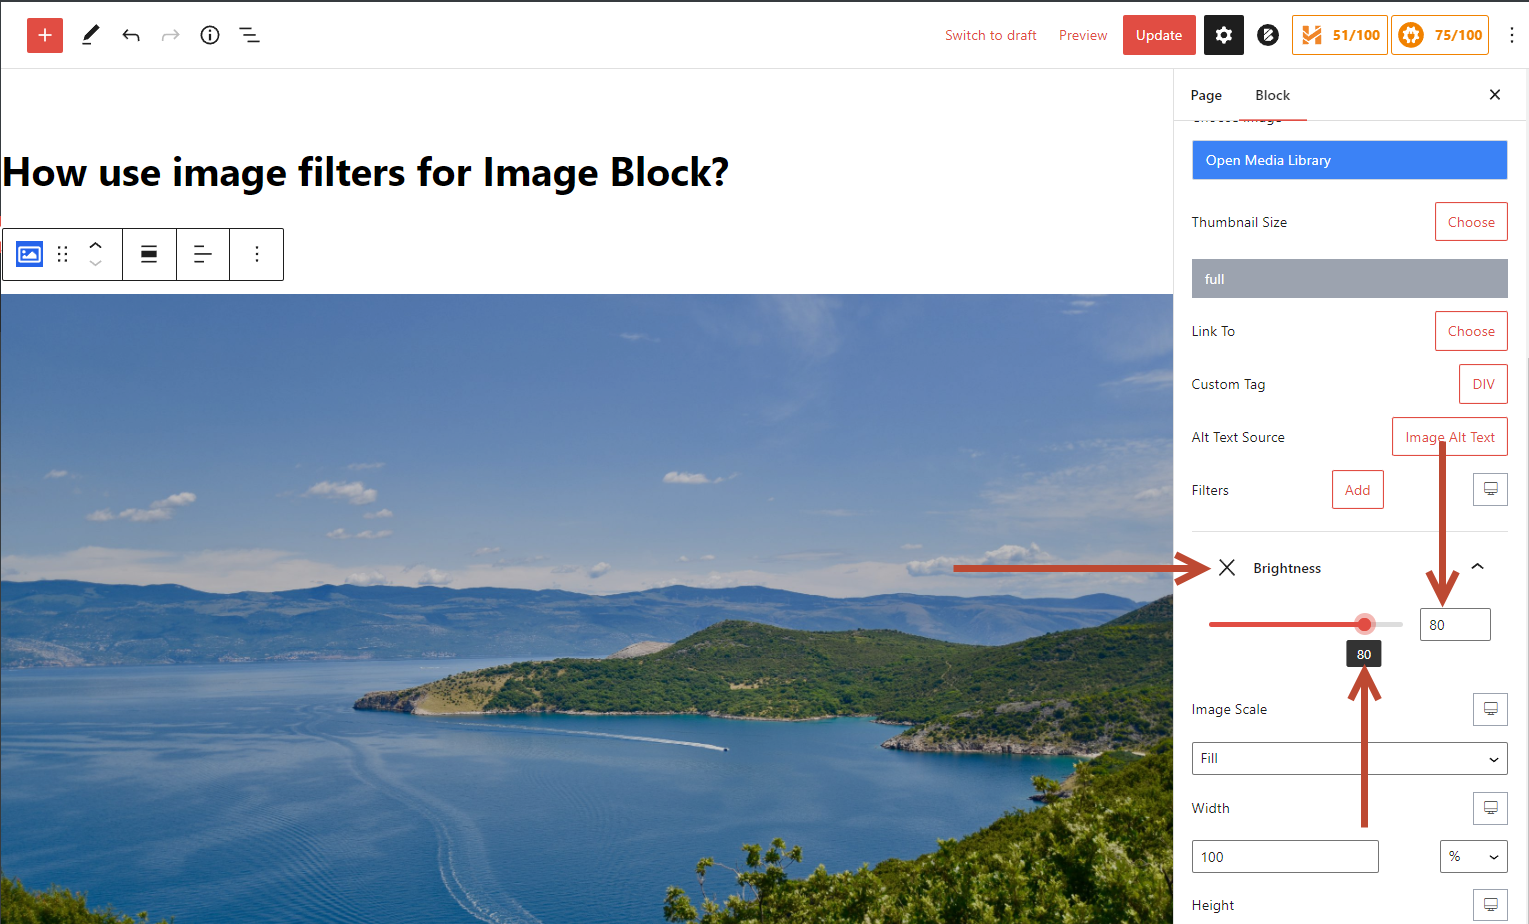 Switch to draft Preview Update 51/100 75/100
Page Block
Choose Image
Open Media Library
How use image filters for Image Block?
Thumbnail Size Choose
full
Link To Choose
Custom Tag DIV
Alt Text Source Image Alt Text
Filters Add
Brightness
80
80
Image Scale
Fill
Width
100 %
Height